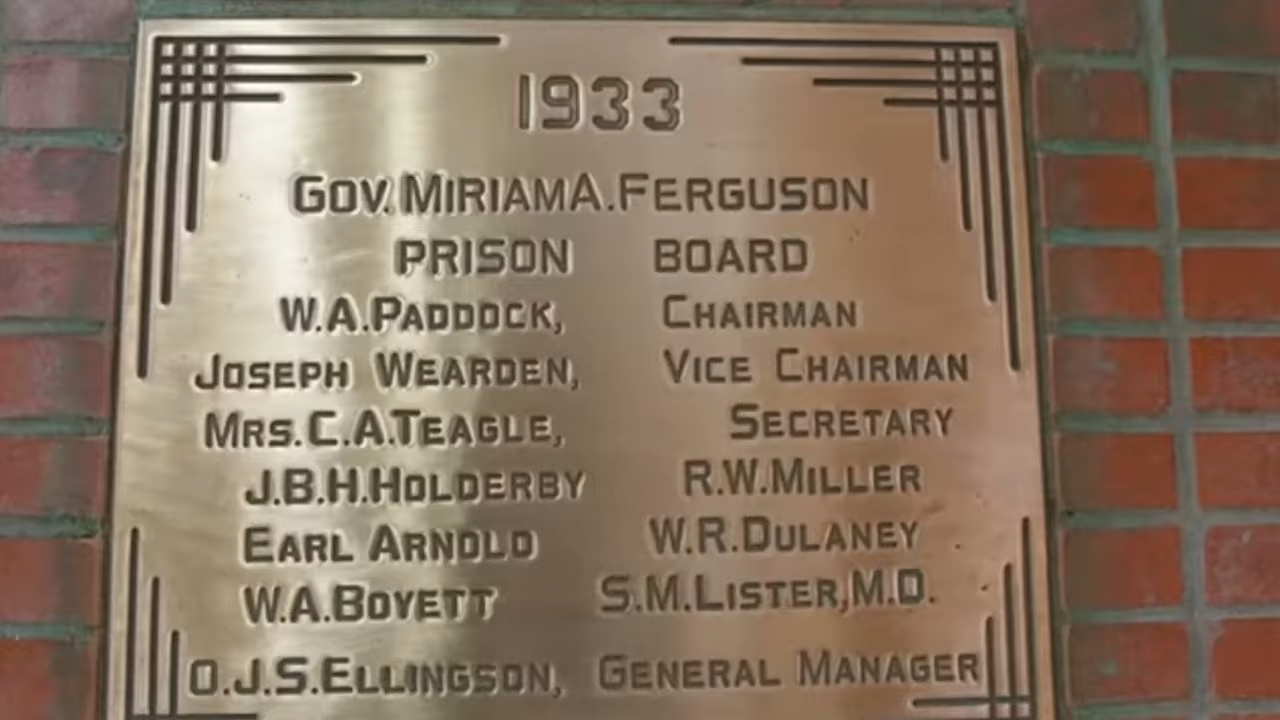 1933
GOV. MIRIAM A. FERGUSON
PRISON BOARD
W.A. PADDOCK, CHAIRMAN
JOSEPH WEARDEN, VICE CHAIRMAN
MRS. C.A. TEAGLE, SECRETARY
J.B.H. HOLDERBY R.W. MILLER
EARL ARNOLD W.R. DULANEY
W.A. BOYETT S.M. LISTER, M.D.
O.J.S. ELLINGSON, GENERAL MANAGER